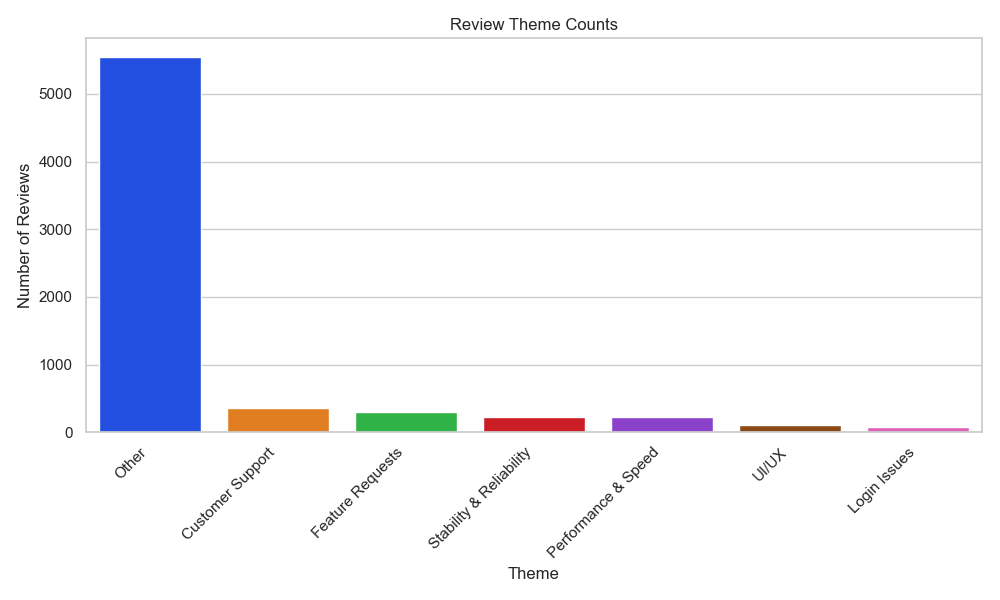 Review Theme Counts
Number of Reviews
5000
4000
3000
2000
1000
0
Other
Customer Support
Feature Requests
Stability & Reliability
Performance & Speed
UI/UX
Login Issues
Theme